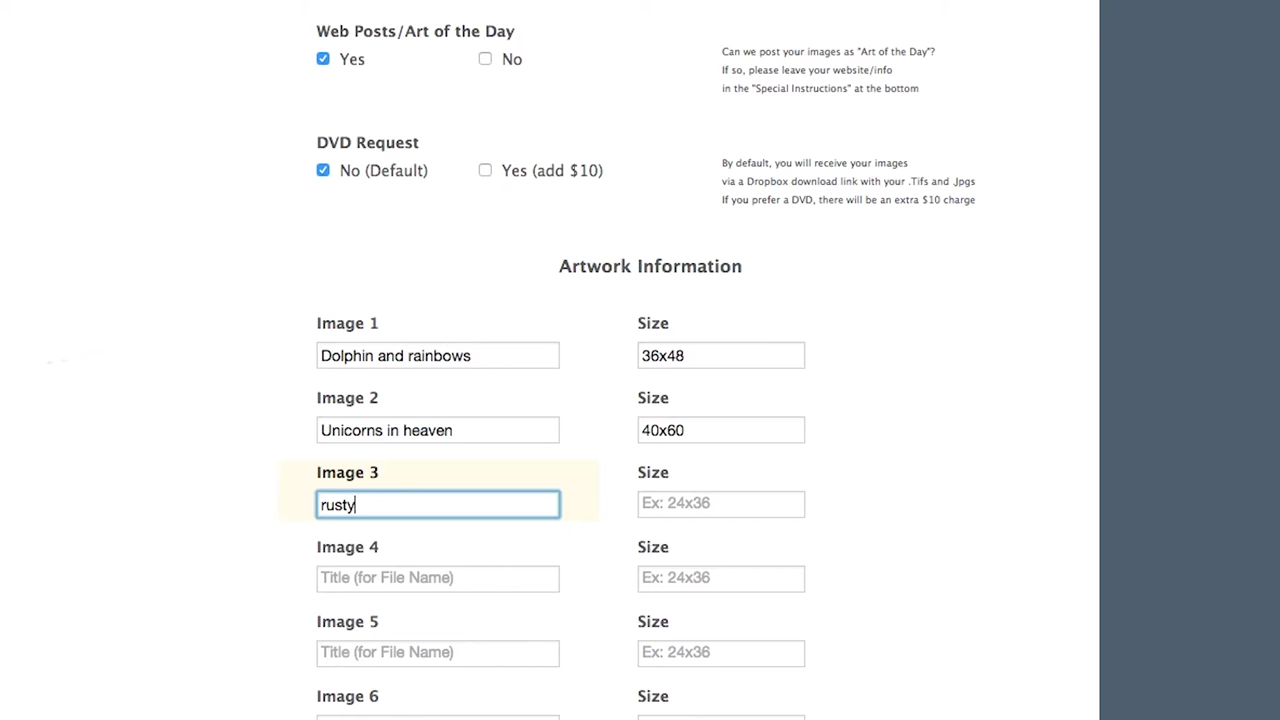 Web Posts/Art of the Day
Yes
No
Can we post your images as "Art of the Day"?
If so, please leave your website/info
in the "Special Instructions" at the bottom
DVD Request
No (Default)
Yes (add $10)
By default, you will receive your images
via a Dropbox download link with your .Tifs and .Jpgs
If you prefer a DVD, there will be an extra $10 charge
Artwork Information
Image 1
Size
Dolphin and rainbows
36x48
Image 2
Size
Unicorns in heaven
40x60
Image 3
Size
rusty
Ex: 24x36
Image 4
Size
Title (for File Name)
Ex: 24x36
Image 5
Size
Title (for File Name)
Ex: 24x36
Image 6
Size